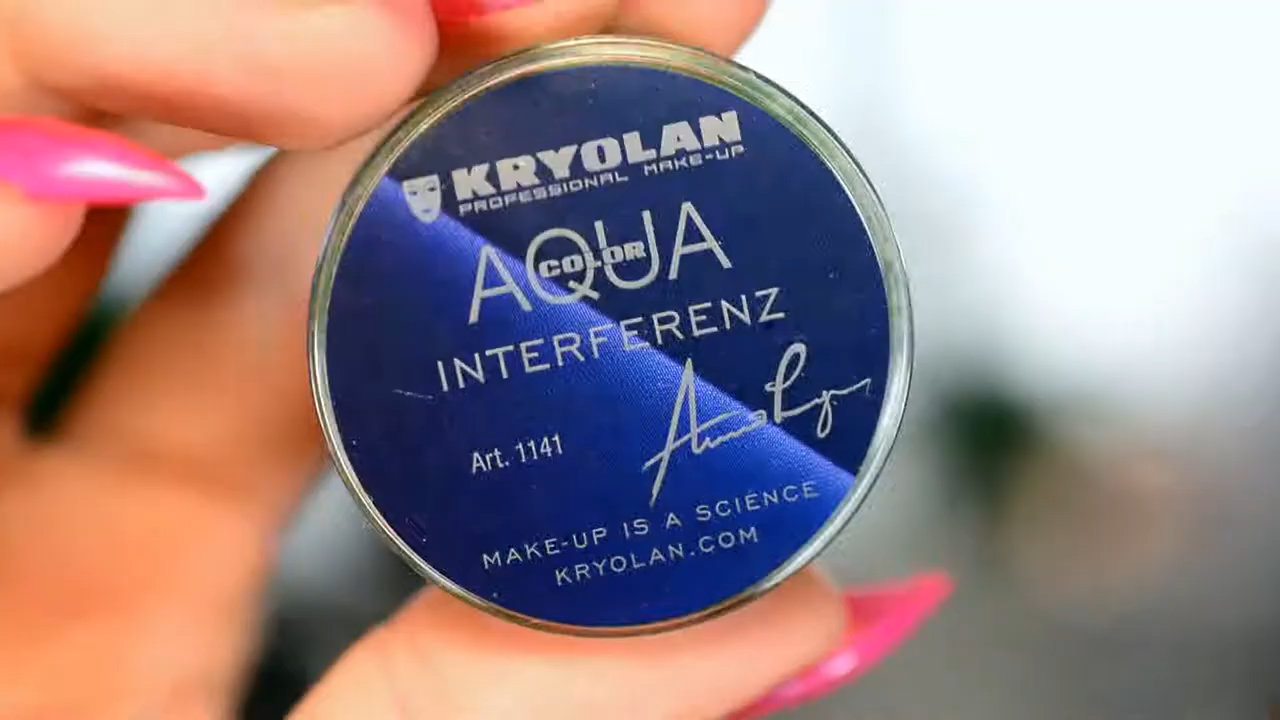 KRYOLAN
PROFESSIONAL MAKE-UP
AQUA
COLOR
INTERFERENZ
Art. 1141
MAKE-UP IS A SCIENCE
KRYOLAN.COM